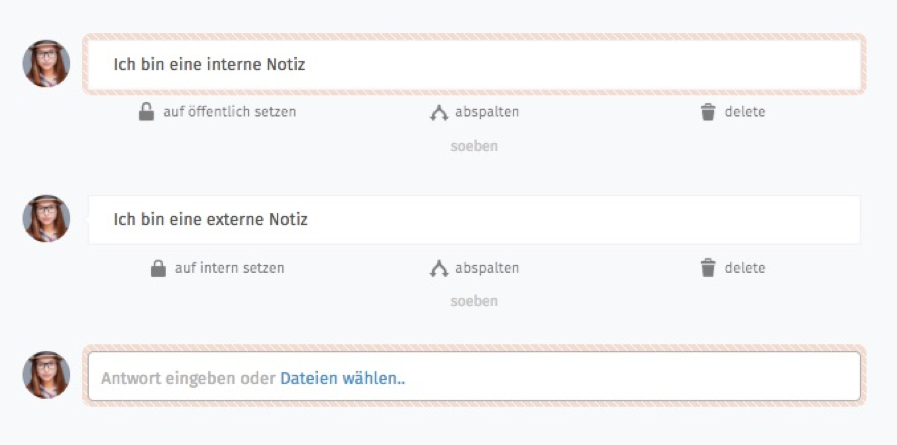 Ich bin eine interne Notiz
auf öffentlich setzen abspalten delete
soeben
Ich bin eine externe Notiz
auf intern setzen abspalten delete
soeben
Antwort eingeben oder Dateien wählen..